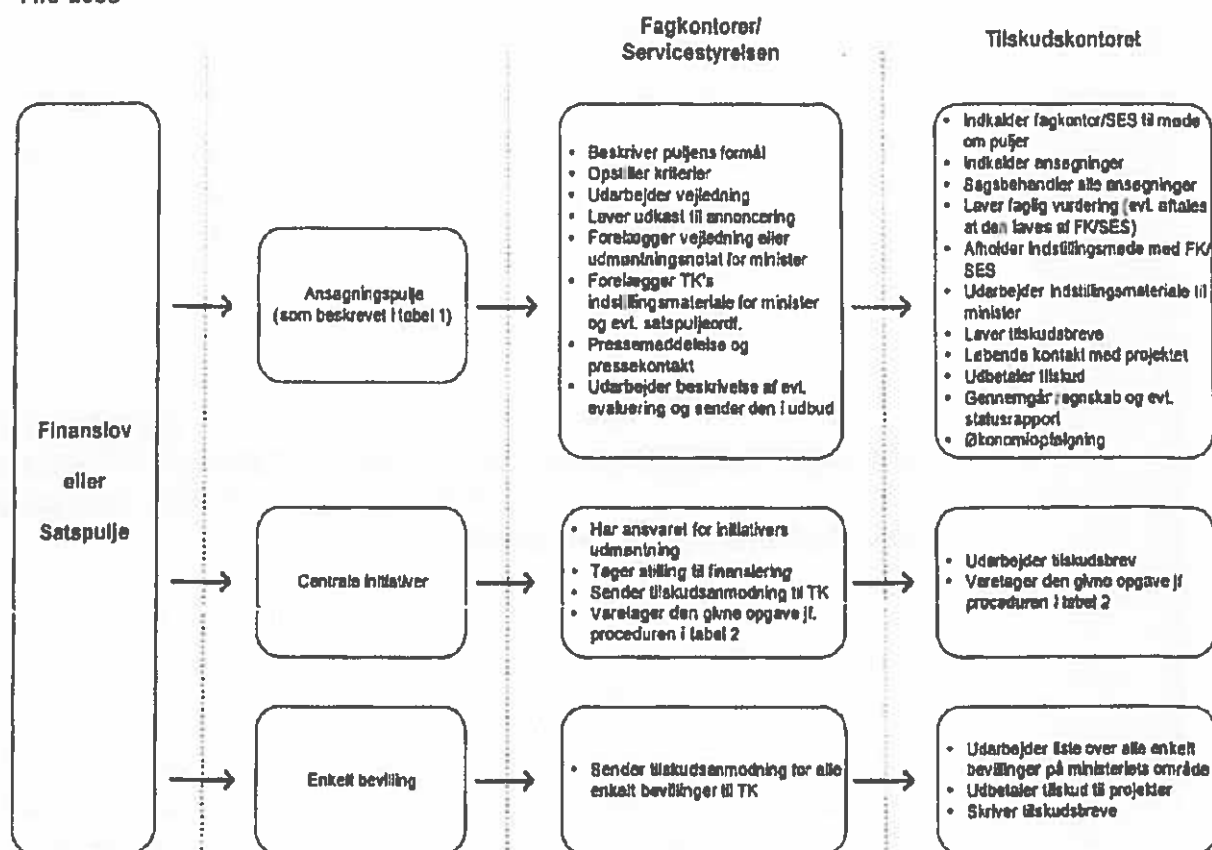 Fagkontorer/
Servicestyrelsen
Tilskudskontoret
Finanslov
eller
Satspulje
Ansøgningspulje
(som beskrevet i tabel 1)
• Beskriver puljens formål
• Opstiller kriterier
• Udarbejder vejledning
• Laver udkast til annoncering
• Forelægger vejledning eller
udmøntningsnotat for minister
• Forelægger TK's
indstillingsmateriale for minister
og evt. satspuljeordf.
• Pressemeddelelse og
pressekontakt
• Udarbejder beskrivelse af evt.
evaluering og sender den i udbud
• Indkalder fagkontor/SES til møde
om puljer
• Indkalder ansøgninger
• Sagsbehandler alle ansøgninger
• Laver faglig vurdering (evt. aftales
at den laves af FK/SES)
• Afholder indstillingsmøde med FK/
SES
• Udarbejder indstillingsmateriale til
minister
• Laver tilskudsbreve
• Løbende kontakt med projektet
• Udbetaler tilskud
• Gennemgår regnskab og evt.
statusrapport
• Økonomiopfølgning
Centrale initiativer
• Har ansvaret for initiativers
udmøntning
• Tager stilling til finansiering
• Sender tilskudsanmodning til TK
• Varetager den givne opgave jf.
proceduren i tabel 2
• Udarbejder tilskudsbrev
• Varetager den givne opgave jf
proceduren i tabel 2
Enkelt bevilling
• Sender tilskudsanmodning for alle
enkelt bevillinger til TK
• Udarbejder liste over alle enkelt
bevillinger på ministeriets område
• Udbetaler tilskud til projekter
• Skriver tilskudsbreve